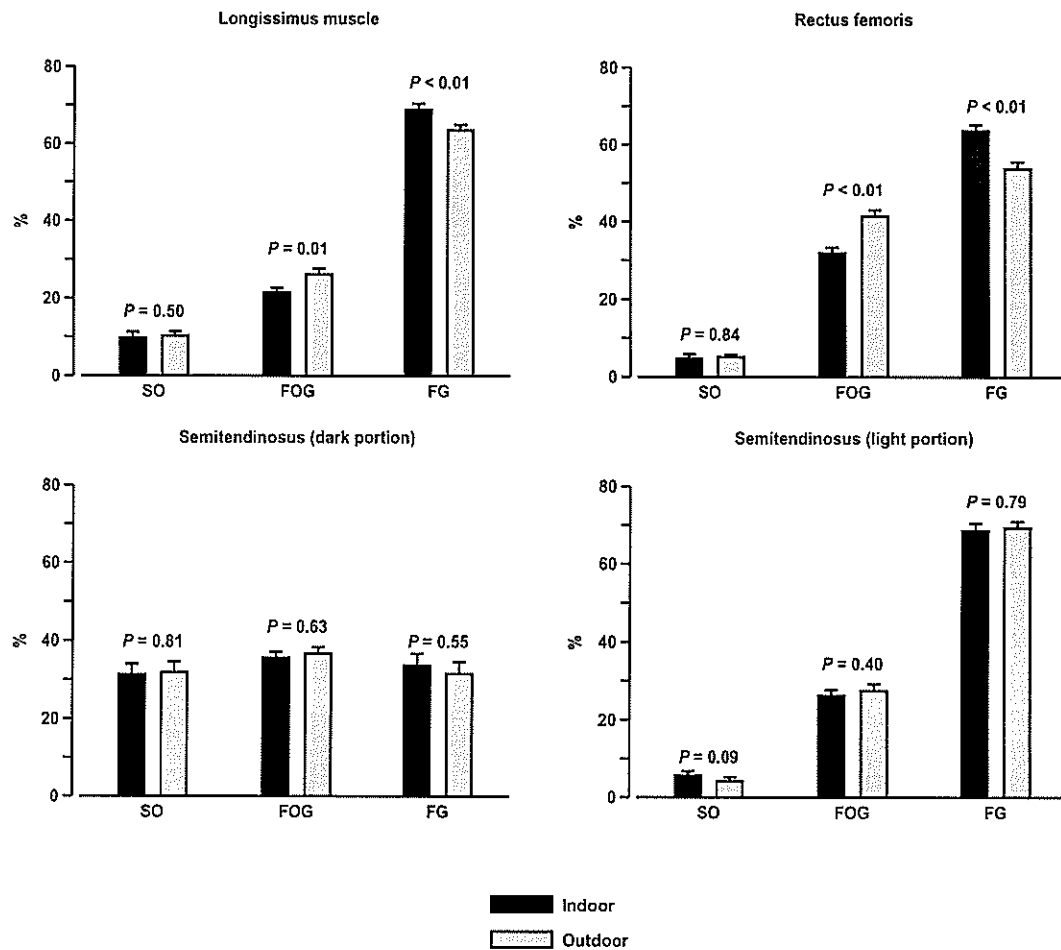 Longissimus muscle
80
60
40
20
0
%
P = 0.50
P = 0.01
P < 0.01
SO FOG FG
Rectus femoris
80
60
40
20
0
%
P = 0.84
P < 0.01
P < 0.01
SO FOG FG
Semitendinosus (dark portion)
80
60
40
20
0
%
P = 0.81
P = 0.63
P = 0.55
SO FOG FG
Semitendinosus (light portion)
80
60
40
20
0
%
P = 0.09
P = 0.40
P = 0.79
SO FOG FG
Indoor
Outdoor